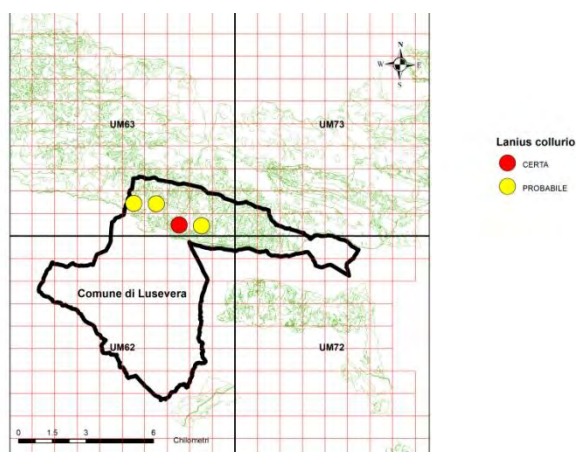 N
W E
S
UM63 UM73
Lanius collurio
CERTA
PROBABILE
Comune di Lusevera
UM62 UM72
0 1.5 3 6
Chilometri